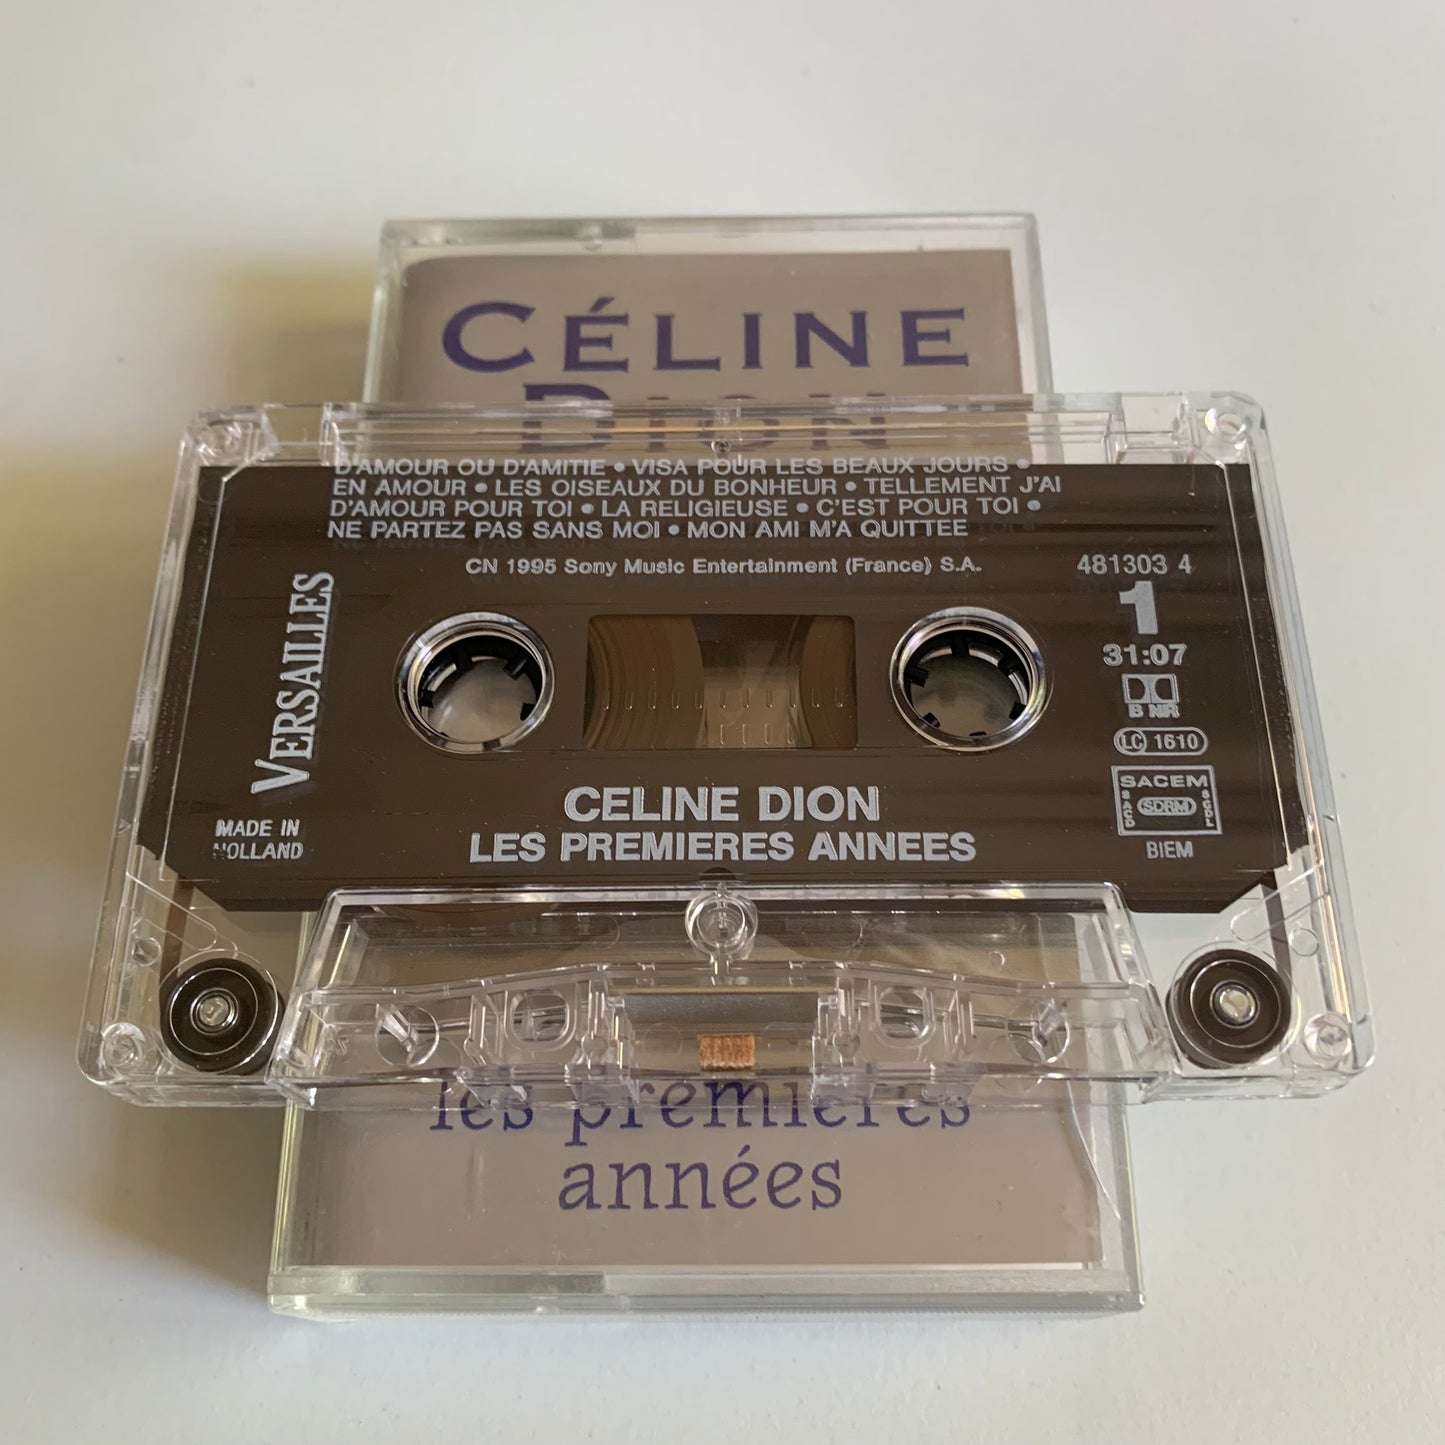 CÉLINE
DION
D'AMOUR OU D'AMITIE • VISA POUR LES BEAUX JOURS •
EN AMOUR • LES OISEAUX DU BONHEUR • TELLEMENT J'AI
D'AMOUR POUR TOI • LA RELIGIEUSE • C'EST POUR TOI •
NE PARTEZ PAS SANS MOI • MON AMI M'A QUITTEE
CN 1995 Sony Music Entertainment (France) S.A.
481303 4
1
31:07
B NR
LC 1610
SACEM
SACD SDRM SGDL
BIEM
VERSAILLES
MADE IN
HOLLAND
CELINE DION
LES PREMIERES ANNEES
les premières
années